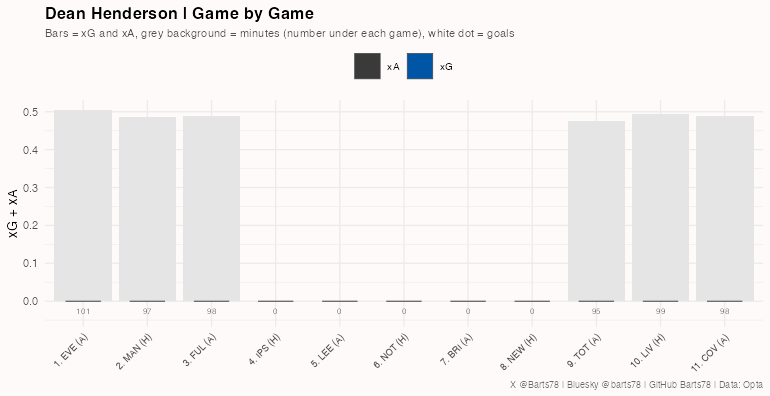 Dean Henderson | Game by Game
Bars = xG and xA, grey background = minutes (number under each game), white dot = goals
xA xG
xG + xA
0.5
0.4
0.3
0.2
0.1
0.0
101 97 98 0 0 0 0 0 95 99 98
1. EVE (A) 2. MAN (H) 3. FUL (A) 4. IPS (H) 5. LEE (A) 6. NOT (H) 7. BRI (A) 8. NEW (H) 9. TOT (A) 10. LIV (H) 11. COV (A)
X @Barts78 | Bluesky @barts78 | GitHub Barts78 | Data: Opta